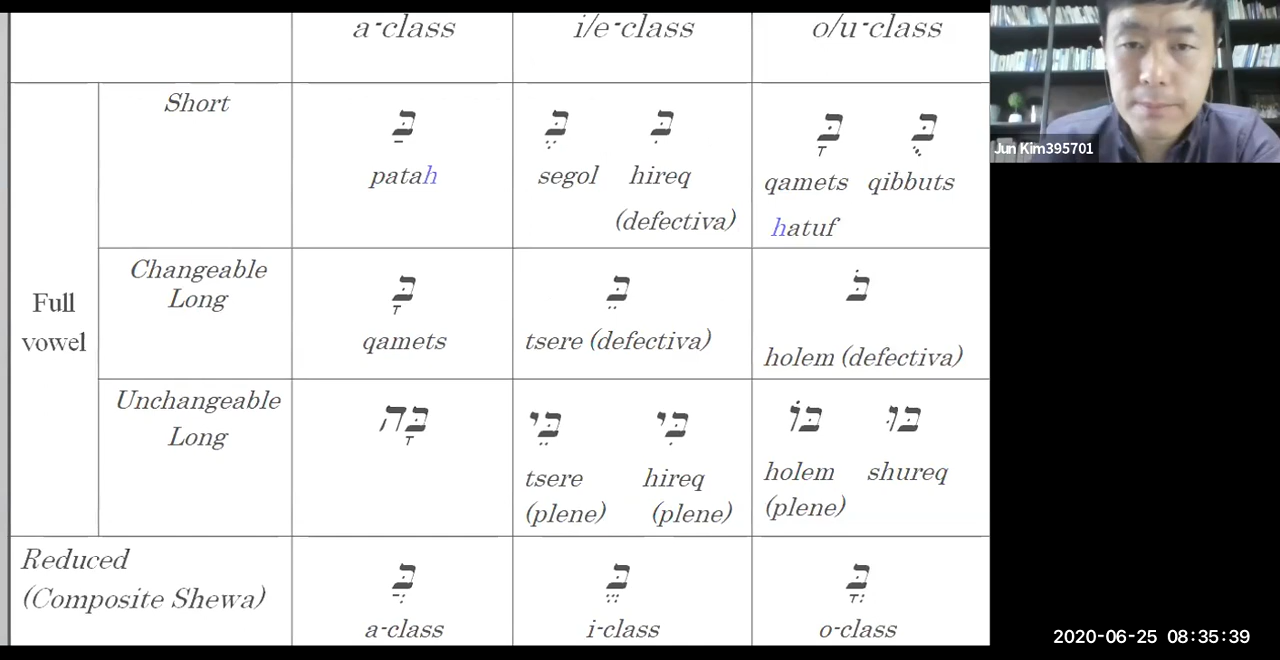 a-class i/e-class o/u-class
Short
בַּ בֶּ בִּ בָּ בֻּ
patah segol hireq qamets qibbuts
(defectiva) hatuf
Full vowel
Changeable
Long
בָּ בֵּ בֹּ
qamets tsere (defectiva) holem (defectiva)
Unchangeable
Long
בָּה בֵּי בִּי בּוֹ בּוּ
tsere hireq holem shureq
(plene) (plene) (plene)
Reduced
(Composite Shewa)
בֲּ בֱּ בֳּ
a-class i-class o-class
Jun Kim395701
2020-06-25 08:35:39